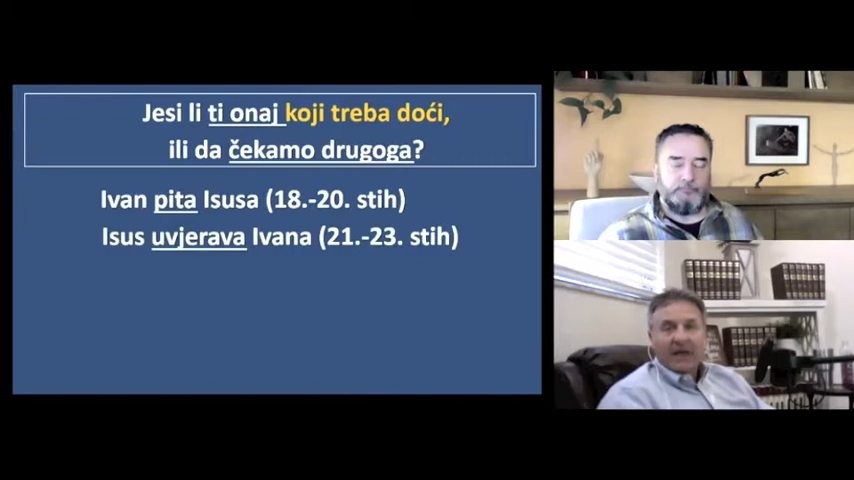 Jesi li ti onaj koji treba doći,
ili da čekamo drugoga?
Ivan pita Isusa (18.-20. stih)
Isus uvjerava Ivana (21.-23. stih)